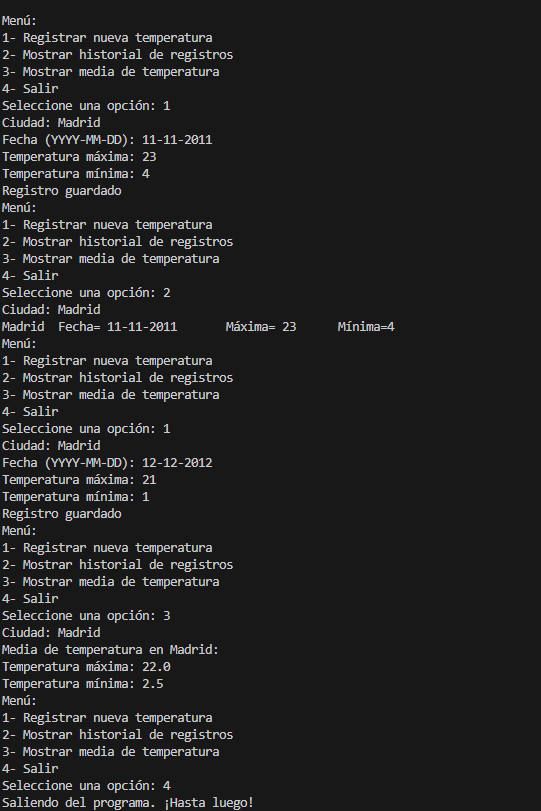 Menú:
1- Registrar nueva temperatura
2- Mostrar historial de registros
3- Mostrar media de temperatura
4- Salir
Seleccione una opción: 1
Ciudad: Madrid
Fecha (YYYY-MM-DD): 11-11-2011
Temperatura máxima: 23
Temperatura mínima: 4
Registro guardado
Menú:
1- Registrar nueva temperatura
2- Mostrar historial de registros
3- Mostrar media de temperatura
4- Salir
Seleccione una opción: 2
Ciudad: Madrid
Madrid  Fecha= 11-11-2011       Máxima= 23      Mínima=4
Menú:
1- Registrar nueva temperatura
2- Mostrar historial de registros
3- Mostrar media de temperatura
4- Salir
Seleccione una opción: 1
Ciudad: Madrid
Fecha (YYYY-MM-DD): 12-12-2012
Temperatura máxima: 21
Temperatura mínima: 1
Registro guardado
Menú:
1- Registrar nueva temperatura
2- Mostrar historial de registros
3- Mostrar media de temperatura
4- Salir
Seleccione una opción: 3
Ciudad: Madrid
Media de temperatura en Madrid:
Temperatura máxima: 22.0
Temperatura mínima: 2.5
Menú:
1- Registrar nueva temperatura
2- Mostrar historial de registros
3- Mostrar media de temperatura
4- Salir
Seleccione una opción: 4
Saliendo del programa. ¡Hasta luego!